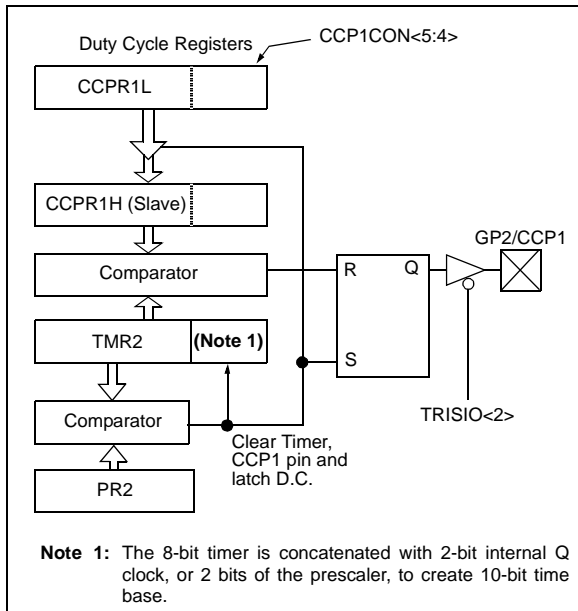 Duty Cycle Registers
CCP1CON<5:4>
CCPR1L
CCPR1H (Slave)
Comparator
R
Q
GP2/CCP1
TMR2
(Note 1)
S
TRISIO<2>
Comparator
Clear Timer,
CCP1 pin and
latch D.C.
PR2
Note 1: The 8-bit timer is concatenated with 2-bit internal Q
clock, or 2 bits of the prescaler, to create 10-bit time
base.